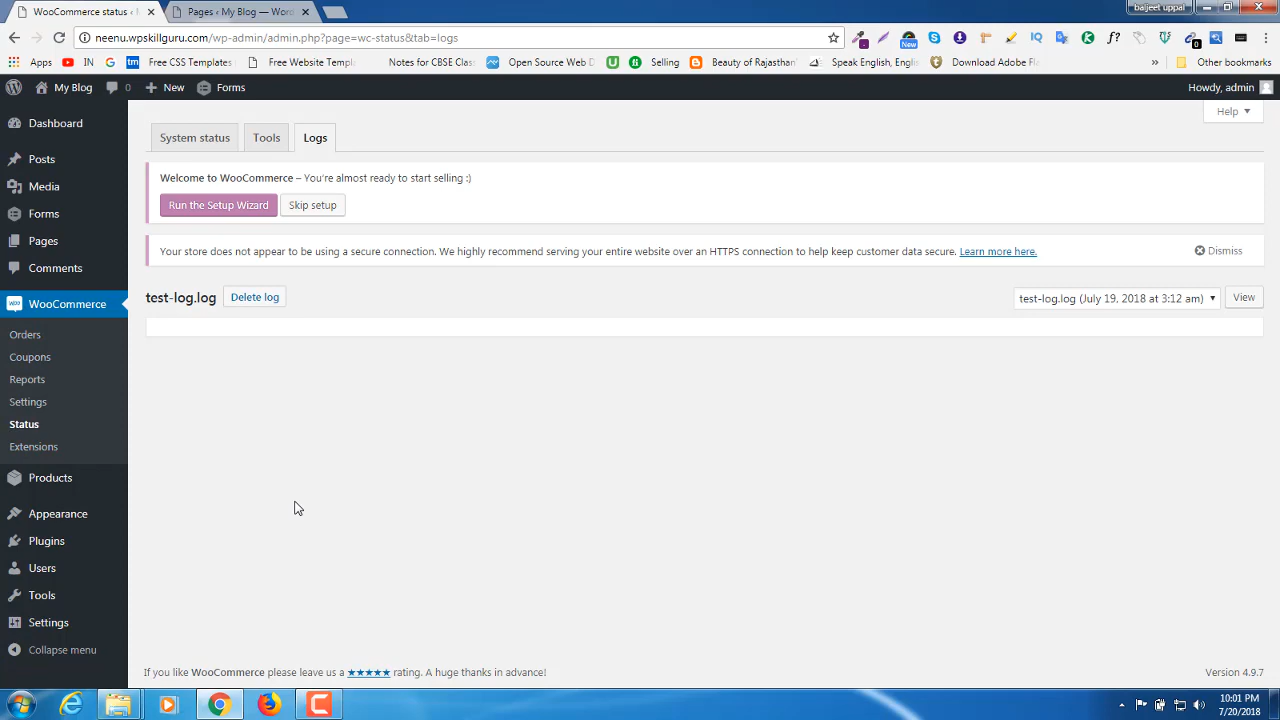 WooCommerce status ‹
Pages ‹ My Blog — Word
baljeet uppal
neenu.wpskillguru.com/wp-admin/admin.php?page=wc-status&tab=logs
New
Apps
IN
Free CSS Templates
Free Website Templ
Notes for CBSE Clas
Open Source Web D
Selling
Beauty of Rajasthan
Speak English, Engli
Download Adobe Fl
»
Other bookmarks
My Blog
0
New
Forms
Howdy, admin
Help
Dashboard
Posts
Media
Forms
Pages
Comments
WooCommerce
Orders
Coupons
Reports
Settings
Status
Extensions
Products
Appearance
Plugins
Users
Tools
Settings
Collapse menu
System status
Tools
Logs
Welcome to WooCommerce – You're almost ready to start selling :)
Run the Setup Wizard
Skip setup
Your store does not appear to be using a secure connection. We highly recommend serving your entire website over an HTTPS connection to help keep customer data secure. Learn more here.
Dismiss
test-log.log
Delete log
test-log.log (July 19, 2018 at 3:12 am)
View
If you like WooCommerce please leave us a ★★★★★ rating. A huge thanks in advance!
Version 4.9.7
10:01 PM
7/20/2018